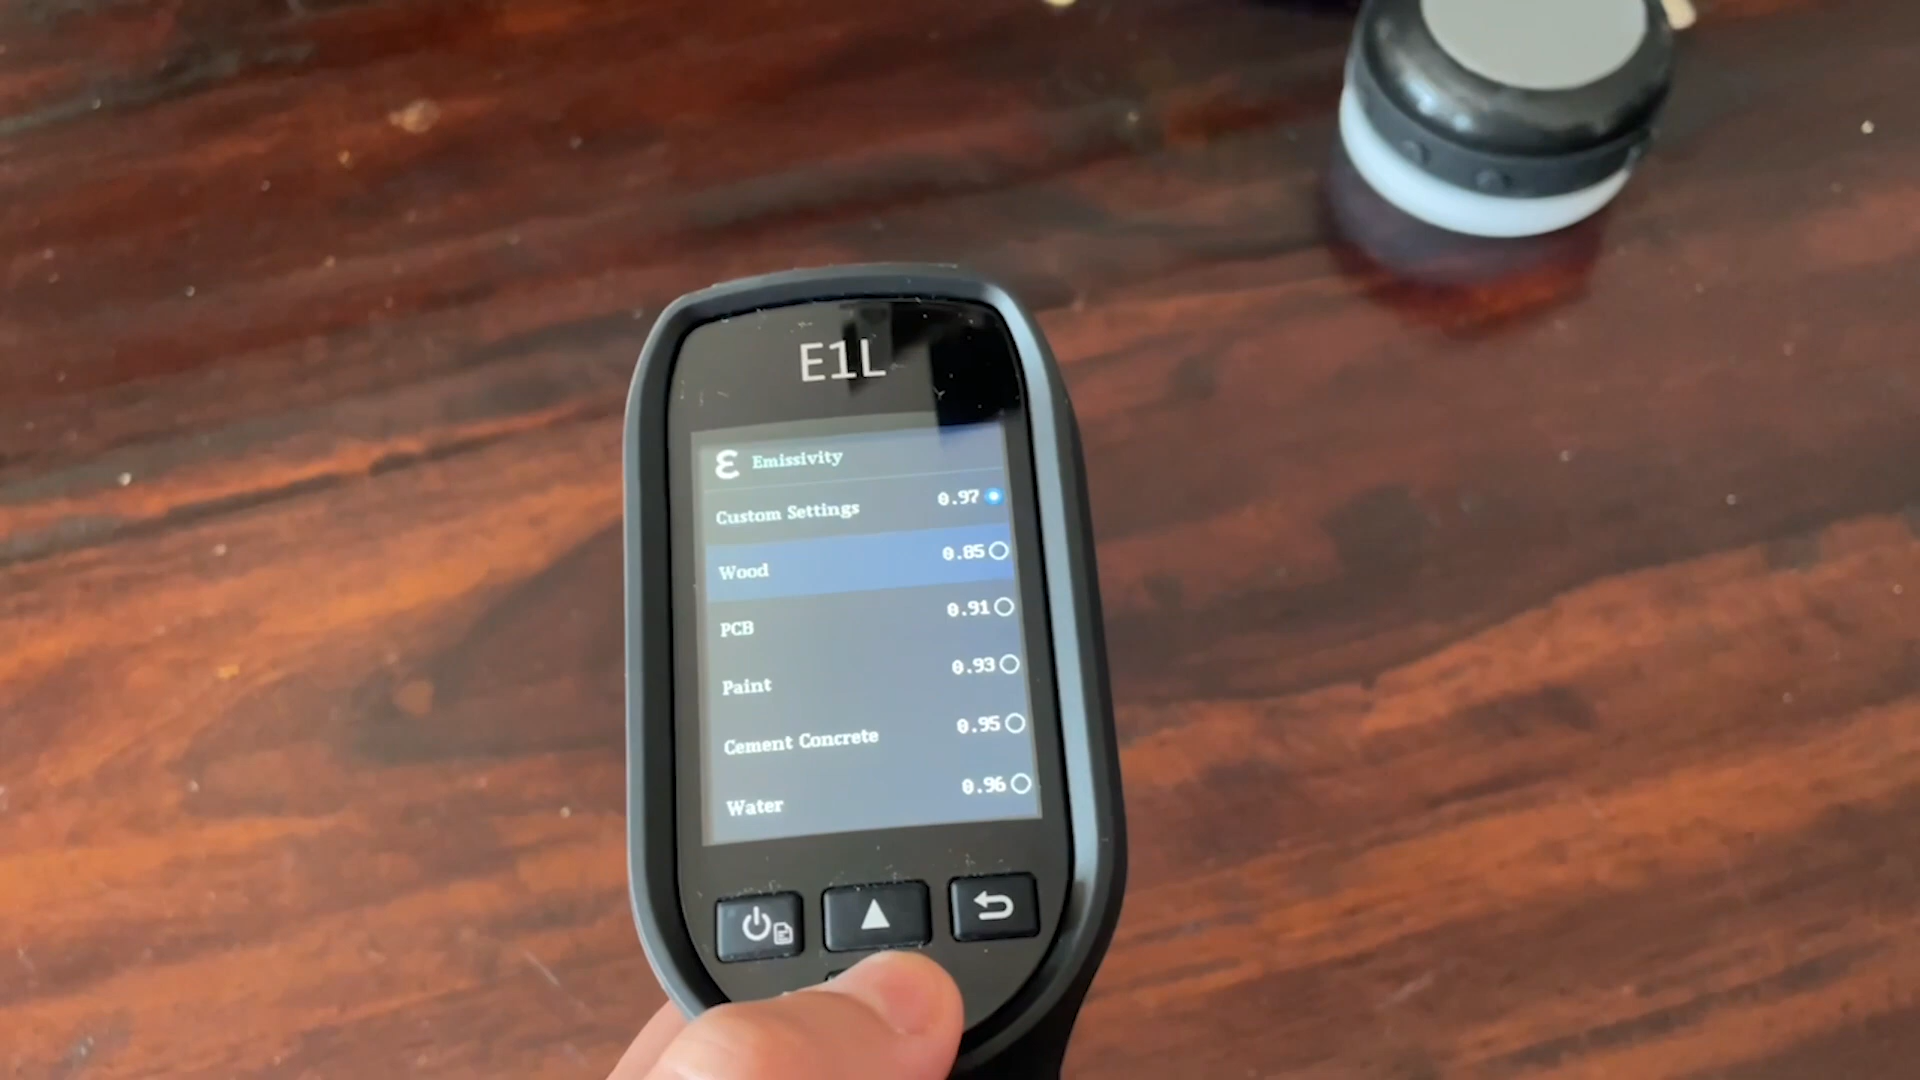 E1L
ε Emissivity
Custom Settings 0.97
Wood 0.85
PCB 0.91
Paint 0.93
Cement Concrete 0.95
Water 0.96